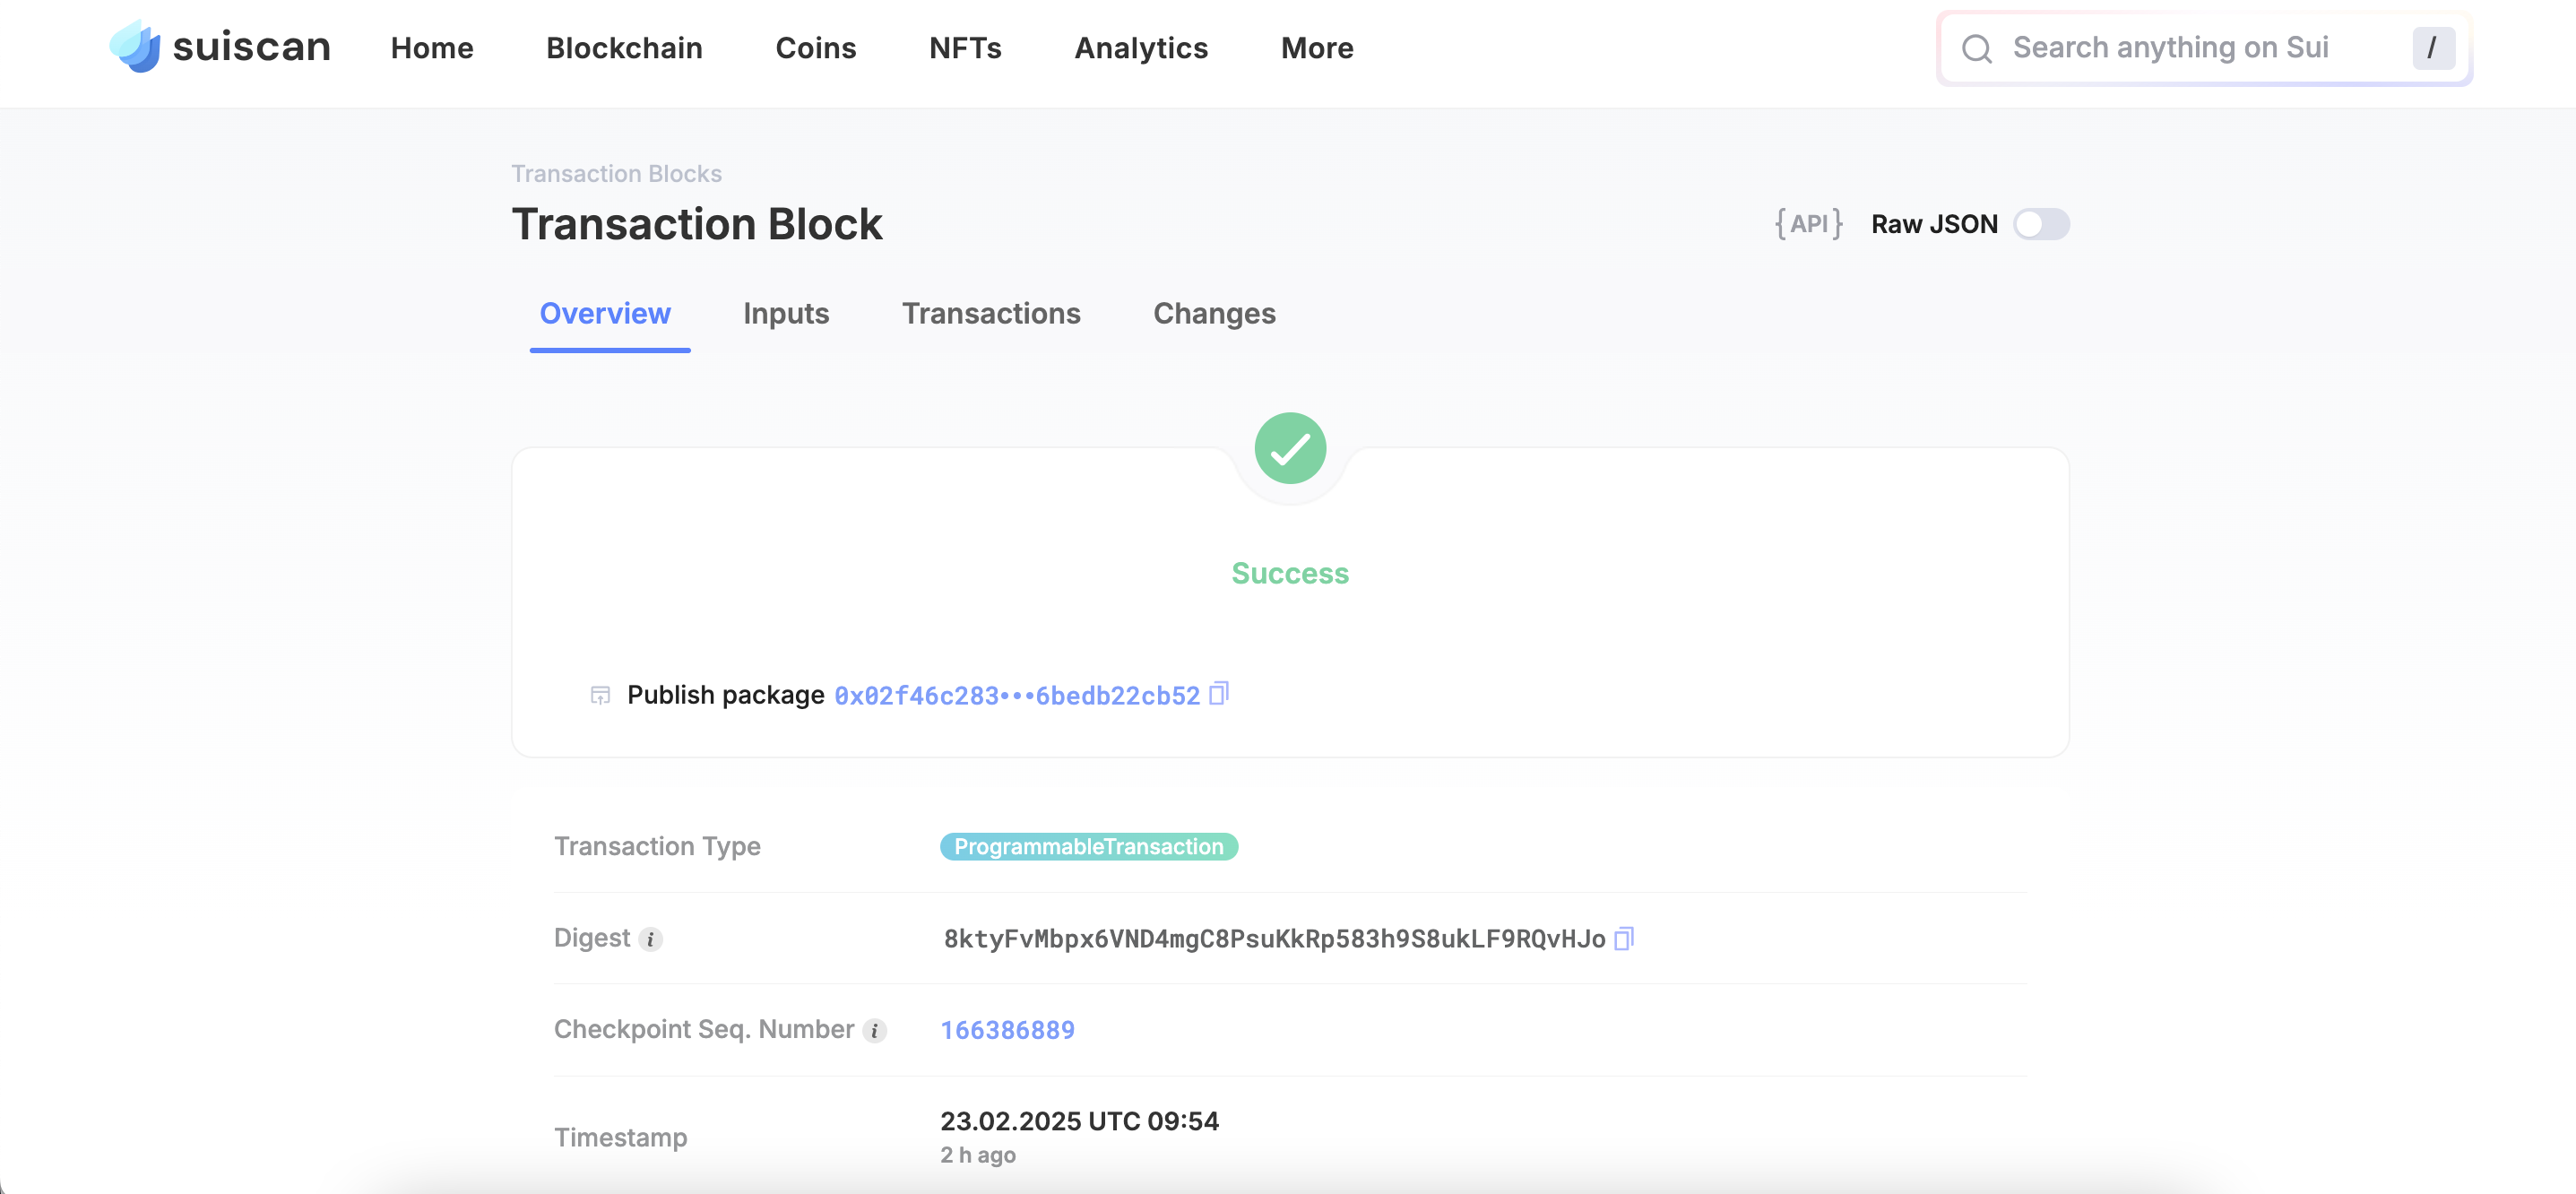 suiscan Home Blockchain Coins NFTs Analytics More Search anything on Sui /
Transaction Blocks
Transaction Block {API} Raw JSON
Overview Inputs Transactions Changes
Success
Publish package 0x02f46c283•••6bedb22cb52
Transaction Type ProgrammableTransaction
Digest i 8ktyFvMbpx6VND4mgC8PsuKkRp583h9S8ukLF9RQvHJo
Checkpoint Seq. Number i 166386889
Timestamp 23.02.2025 UTC 09:54
2 h ago